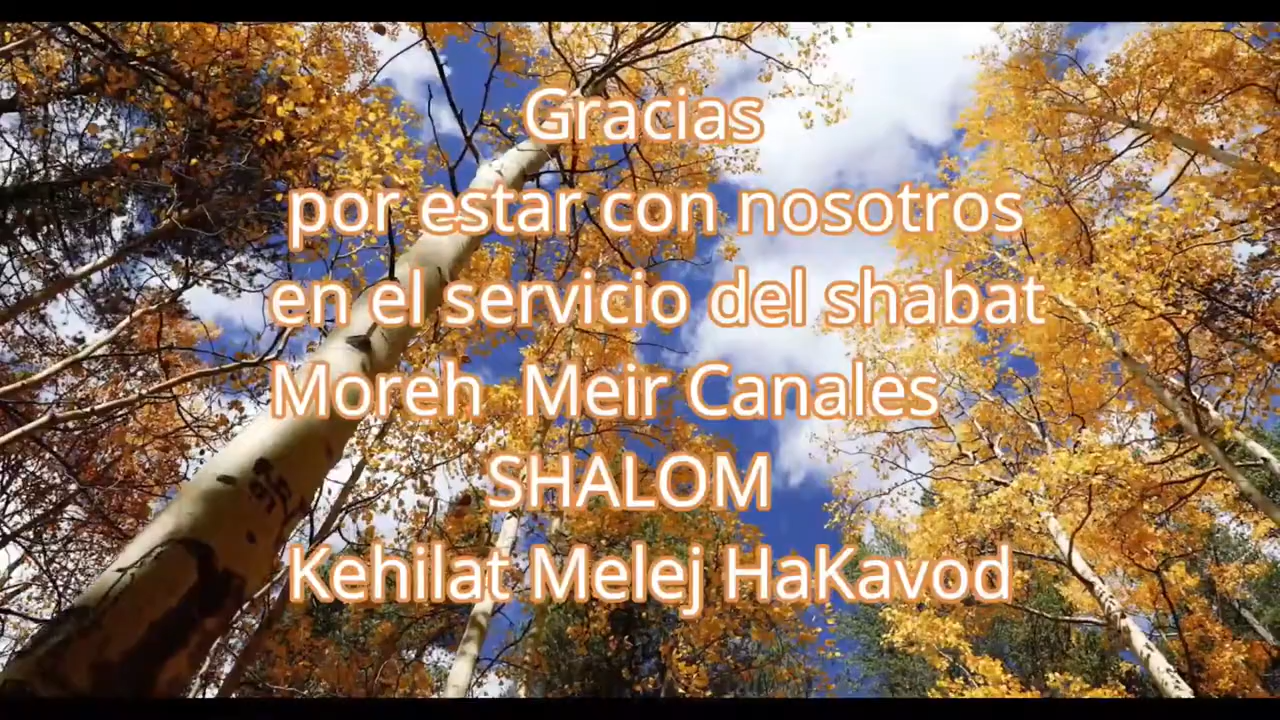 Gracias
por estar con nosotros
en el servicio del shabat
Moreh Meir Canales
SHALOM
Kehilat Melej HaKavod